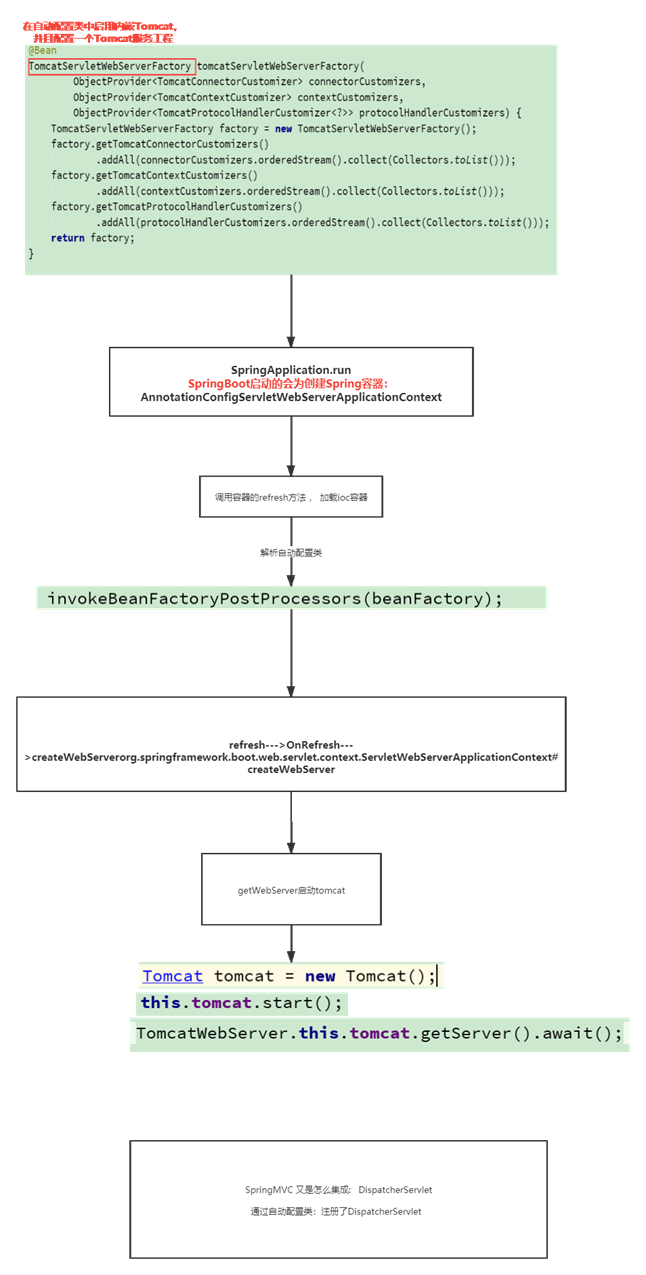 在自动配置类中启用内嵌Tomcat,
并且配置一个Tomcat服务工程
@Bean
TomcatServletWebServerFactory tomcatServletWebServerFactory(
ObjectProvider<TomcatConnectorCustomizer> connectorCustomizers,
ObjectProvider<TomcatContextCustomizer> contextCustomizers,
ObjectProvider<TomcatProtocolHandlerCustomizer<?>> protocolHandlerCustomizers) {
TomcatServletWebServerFactory factory = new TomcatServletWebServerFactory();
factory.getTomcatConnectorCustomizers()
.addAll(connectorCustomizers.orderedStream().collect(Collectors.toList()));
factory.getTomcatContextCustomizers()
.addAll(contextCustomizers.orderedStream().collect(Collectors.toList()));
factory.getTomcatProtocolHandlerCustomizers()
.addAll(protocolHandlerCustomizers.orderedStream().collect(Collectors.toList()));
return factory;
}
SpringApplication.run
SpringBoot启动的会为创建Spring容器：
AnnotationConfigServletWebServerApplicationContext
调用容器的refresh方法， 加载ioc容器
解析自动配置类
invokeBeanFactoryPostProcessors(beanFactory);
refresh--->OnRefresh---
>createWebServerorg.springframework.boot.web.servlet.context.ServletWebServerApplicationContext#
createWebServer
getWebServer启动tomcat
Tomcat tomcat = new Tomcat();
this.tomcat.start();
TomcatWebServer.this.tomcat.getServer().await();
SpringMVC 又是怎么集成: DispatcherServlet
通过自动配置类：注册了DispatcherServlet